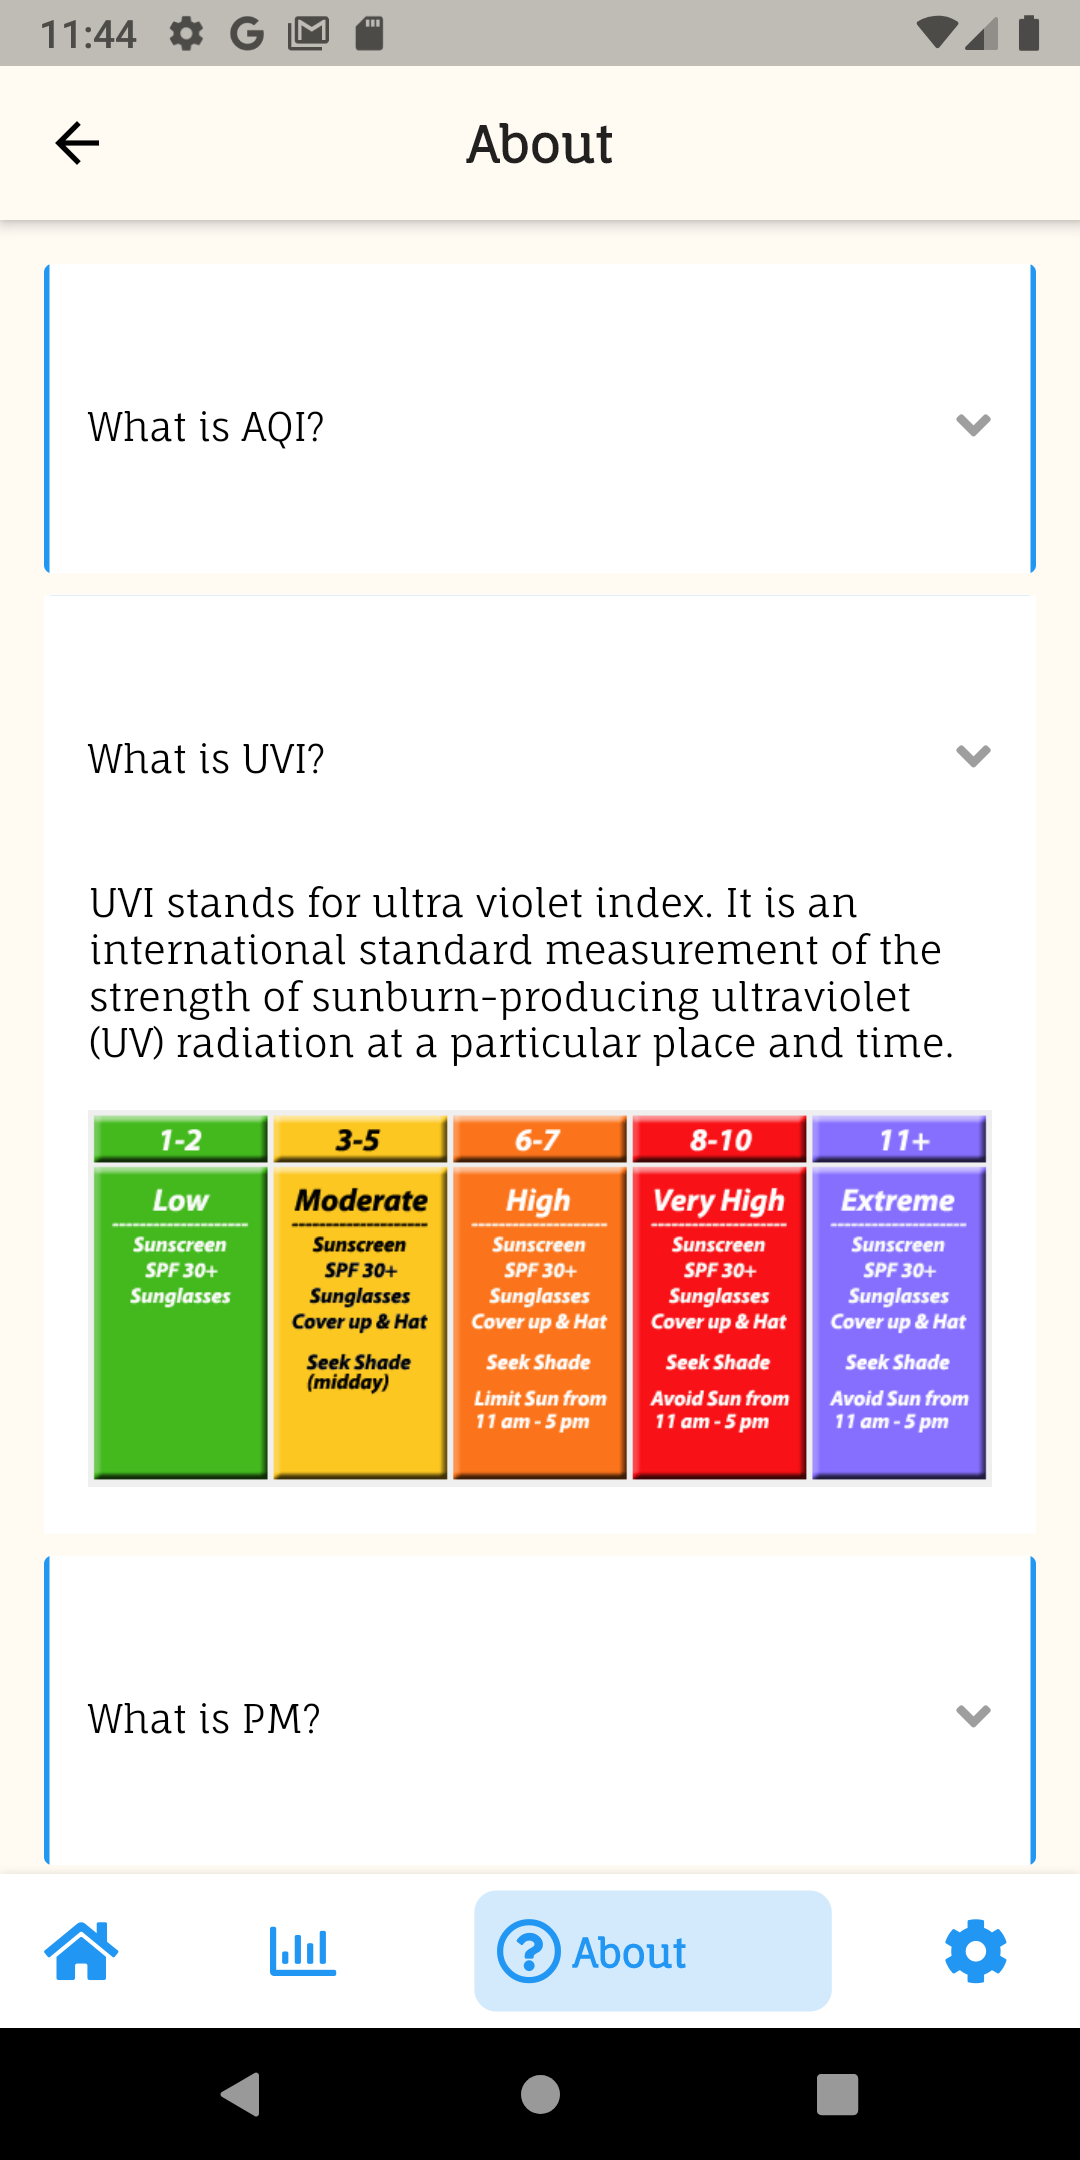 11:44
About
What is AQI?
What is UVI?
UVI stands for ultra violet index. It is an
international standard measurement of the
strength of sunburn-producing ultraviolet
(UV) radiation at a particular place and time.
1-2
Low
Sunscreen
SPF 30+
Sunglasses
3-5
Moderate
Sunscreen
SPF 30+
Sunglasses
Cover up & Hat
Seek Shade
(midday)
6-7
High
Sunscreen
SPF 30+
Sunglasses
Cover up & Hat
Seek Shade
Limit Sun from
11 am - 5 pm
8-10
Very High
Sunscreen
SPF 30+
Sunglasses
Cover up & Hat
Seek Shade
Avoid Sun from
11 am - 5 pm
11+
Extreme
Sunscreen
SPF 30+
Sunglasses
Cover up & Hat
Seek Shade
Avoid Sun from
11 am - 5 pm
What is PM?
About